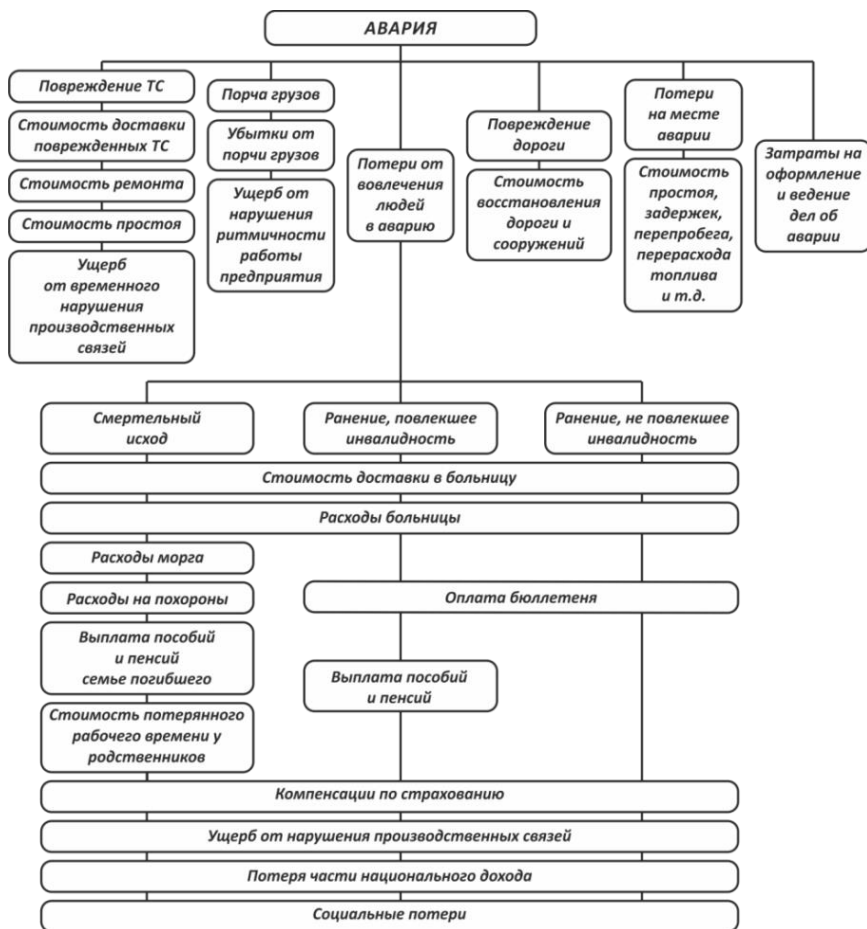 АВАРИЯ
Повреждение ТС
Стоимость доставки
поврежденных ТС
Стоимость ремонта
Стоимость простоя
Ущерб
от временного
нарушения
производственных
связей
Порча грузов
Убытки от
порчи грузов
Ущерб от
нарушения
ритмичности
работы
предприятия
Потери от
вовлечения
людей
в аварию
Повреждение
дороги
Стоимость
восстановления
дороги и
сооружений
Потери
на месте
аварии
Стоимость
простоя,
задержек,
перепробега,
перерасхода
топлива
и т.д.
Затраты на
оформление
и ведение
дел об
аварии
Смертельный
исход
Ранение, повлекшее
инвалидность
Ранение, не повлекшее
инвалидность
Стоимость доставки в больницу
Расходы больницы
Расходы морга
Расходы на похороны
Оплата бюллетеня
Выплата пособий
и пенсий
семье погибшего
Выплата пособий
и пенсий
Стоимость потерянного
рабочего времени у
родственников
Компенсации по страхованию
Ущерб от нарушения производственных связей
Потеря части национального дохода
Социальные потери